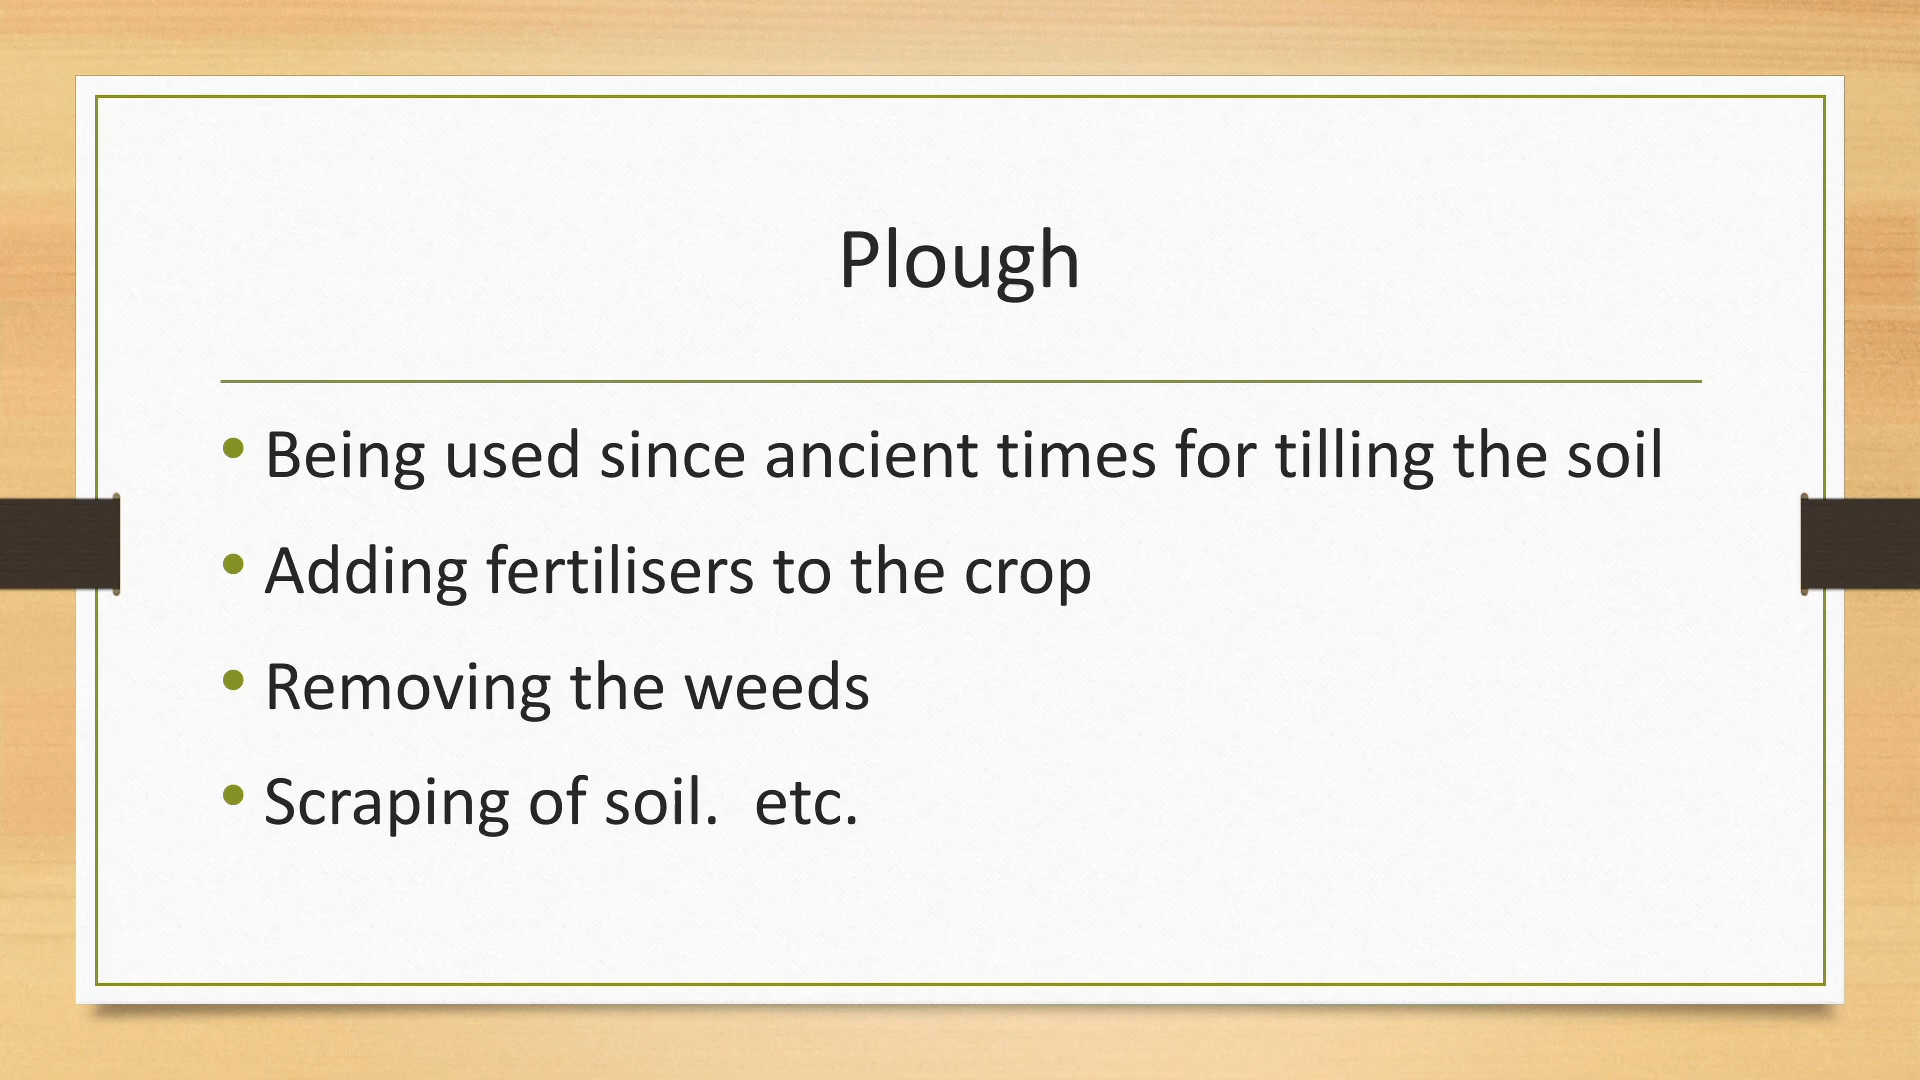 Plough
• Being used since ancient times for tilling the soil
• Adding fertilisers to the crop
• Removing the weeds
• Scraping of soil.  etc.